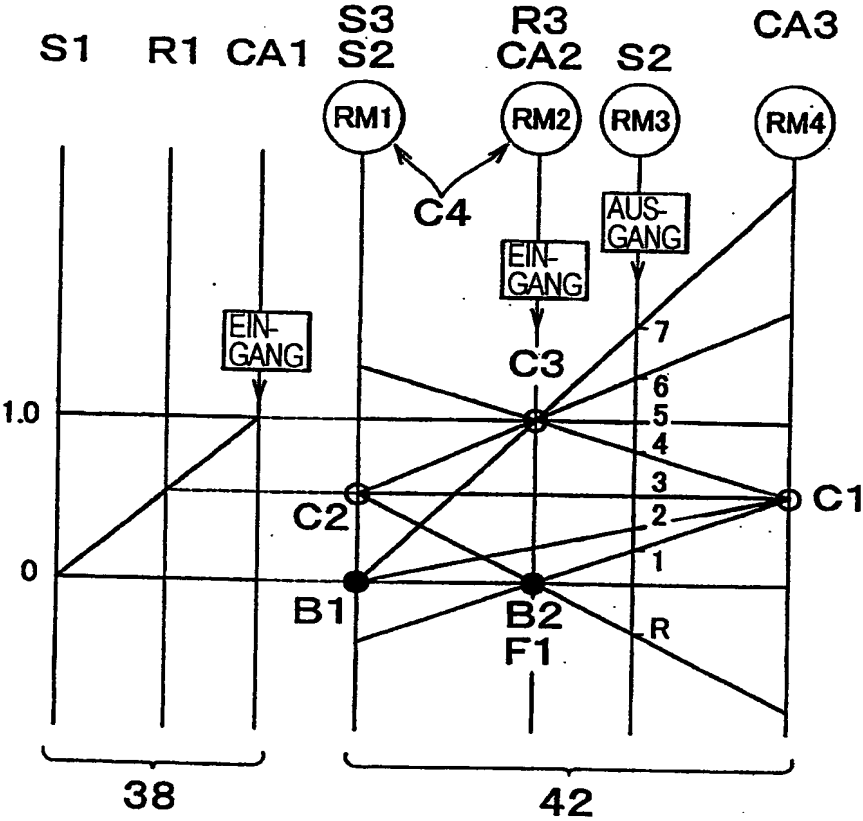 S1 R1 CA1 S3 R3 CA3
S2 CA2 S2
RM1 RM2 RM3 RM4
C4
AUS-
GANG
EIN-
GANG
EIN-
GANG
7
C3
6
1.0
5
4
3
C2
C1
2
1
0
B1
B2
R
F1
38
42